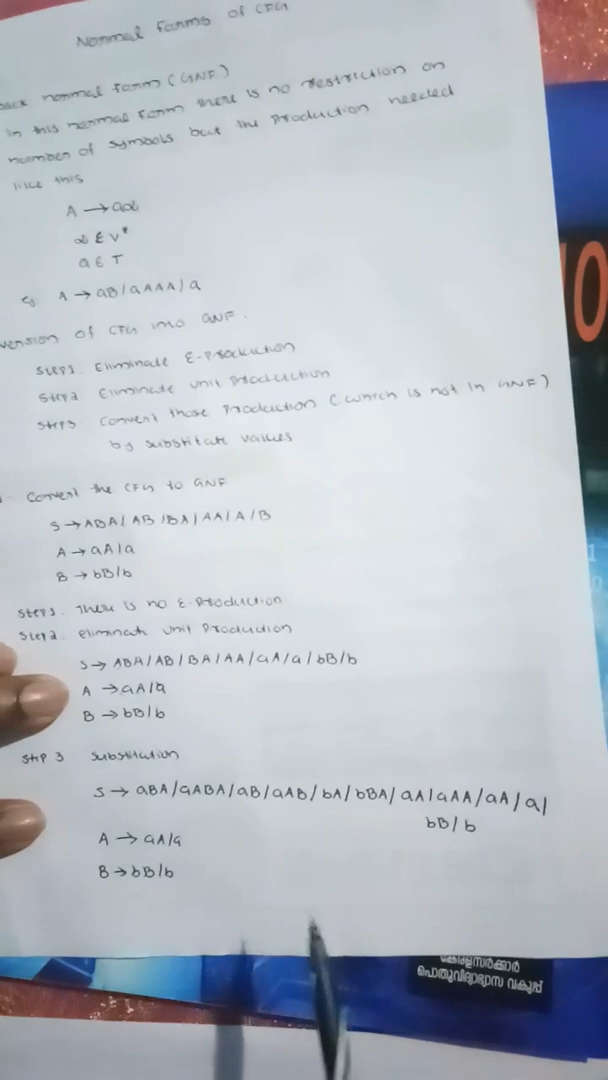 Normal Forms of CFG
back normal form (GNF)
In this normal form there is no restriction on
number of symbols but the production needed
like this
A → aα
α ∈ V*
a ∈ T
eg A → aB/aAAA/a
version of CFG into GNF.
Step1. Eliminate ε-Production
Step2 Eliminate unit production
Step3 Convert those Production (which is not in GNF)
by substitute values
Convert the CFG to GNF
S → ABA/AB/BA/AA/A/B
A → aA/a
B → bB/b
Step1. There is no ε-Production
Step2. eliminate unit Production
S → ABA/AB/BA/AA/aA/a/bB/b
A → aA/a
B → bB/b
Step 3 Substitution
S → aBA/aABA/aB/aAB/bA/bBA/aA/aAA/aA/a/
bB/b
A → aA/a
B → bB/b
കേരളസർക്കാർ
പൊതുവിദ്യാഭ്യാസ വകുപ്പ്